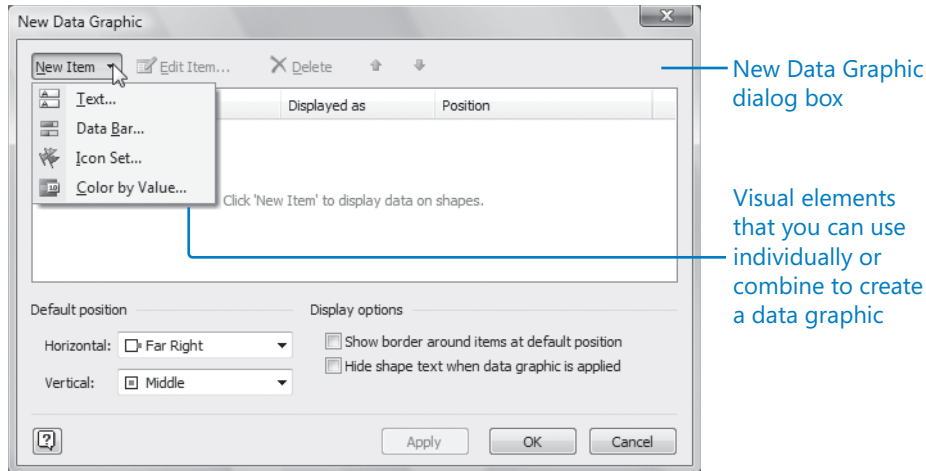 New Data Graphic
New Item Edit Item... Delete
Text...
Data Bar...
Icon Set...
Color by Value...
Displayed as Position
Click 'New Item' to display data on shapes.
Default position
Horizontal: Far Right
Vertical: Middle
Display options
Show border around items at default position
Hide shape text when data graphic is applied
Apply OK Cancel
New Data Graphic
dialog box
Visual elements
that you can use
individually or
combine to create
a data graphic